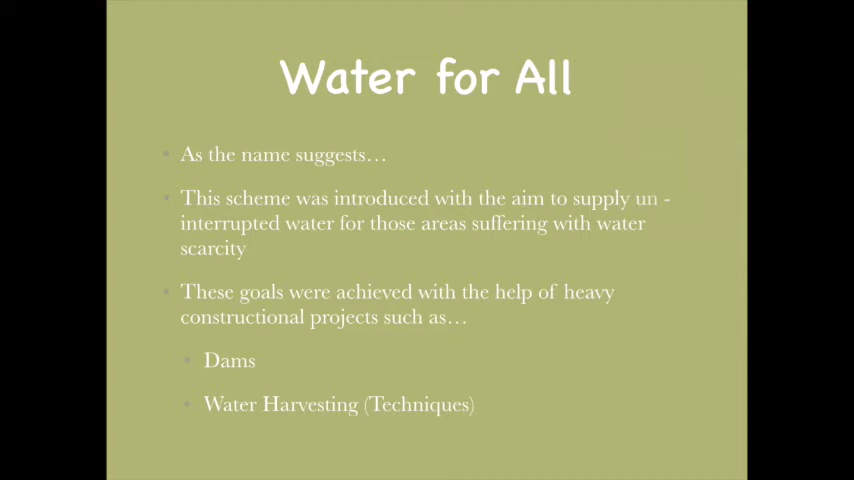 Water for All
• As the name suggests…
• This scheme was introduced with the aim to supply un -
interrupted water for those areas suffering with water
scarcity
• These goals were achieved with the help of heavy
constructional projects such as…
• Dams
• Water Harvesting (Techniques)